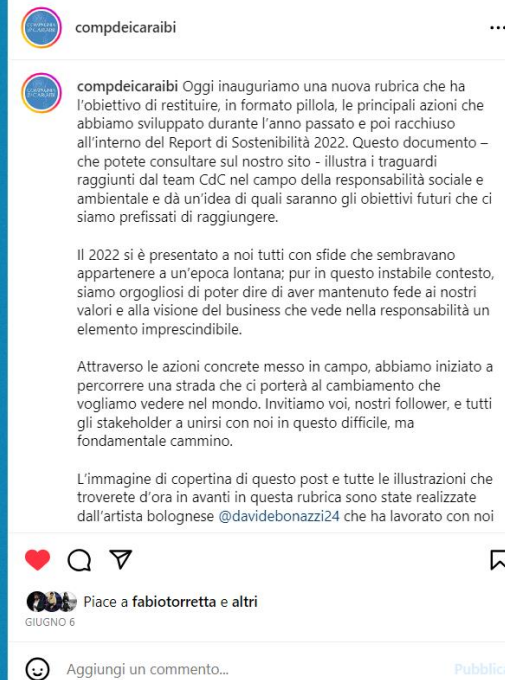 compdeicaraibi
compdeicaraibi Oggi inauguriamo una nuova rubrica che ha
l'obiettivo di restituire, in formato pillola, le principali azioni che
abbiamo sviluppato durante l'anno passato e poi racchiuso
all'interno del Report di Sostenibilità 2022. Questo documento –
che potete consultare sul nostro sito - illustra i traguardi
raggiunti dal team CdC nel campo della responsabilità sociale e
ambientale e dà un'idea di quali saranno gli obiettivi futuri che ci
siamo prefissati di raggiungere.
Il 2022 si è presentato a noi tutti con sfide che sembravano
appartenere a un'epoca lontana; pur in questo instabile contesto,
siamo orgogliosi di poter dire di aver mantenuto fede ai nostri
valori e alla visione del business che vede nella responsabilità un
elemento imprescindibile.
Attraverso le azioni concrete messo in campo, abbiamo iniziato a
percorrere una strada che ci porterà al cambiamento che
vogliamo vedere nel mondo. Invitiamo voi, nostri follower, e tutti
gli stakeholder a unirsi con noi in questo difficile, ma
fondamentale cammino.
L'immagine di copertina di questo post e tutte le illustrazioni che
troverete d'ora in avanti in questa rubrica sono state realizzate
dall'artista bolognese @davidebonazzi24 che ha lavorato con noi
Piace a fabiotorretta e altri
GIUGNO 6
Aggiungi un commento...